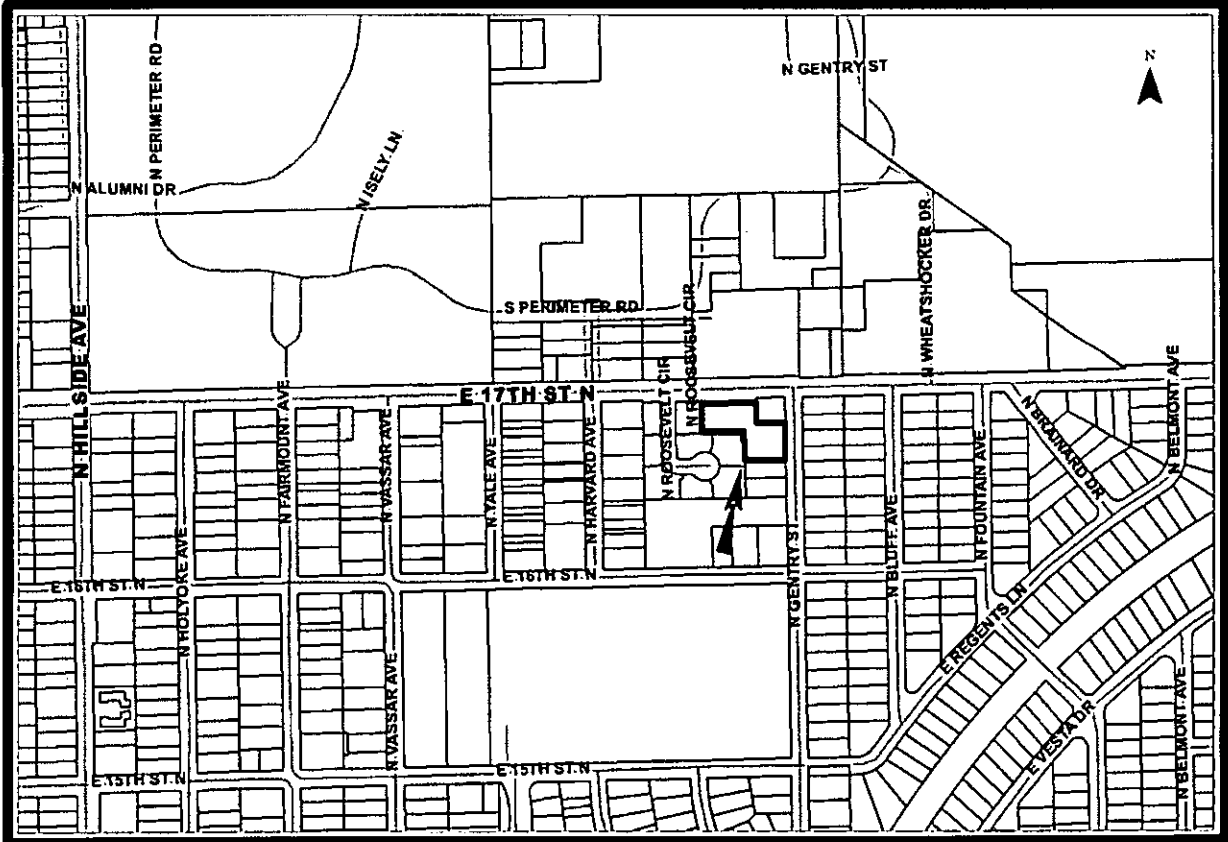 N GENTRY ST
N
N PERIMETER RD
N ISELY LN
N ALUMNI DR
N WHEATSHOCKER DR
S PERIMETER RD
N ROOSEVELT CIR
N HILLSIDE AVE
N ROOSEVELT CIR
N BELMONT AVE
E 17TH ST N
N FAIRMOUNT AVE
N VASSAR AVE
N YALE AVE
N HARVARD AVE
N BRAINARD DR
N FOUNTAIN AVE
N BLUFF AVE
N HOLYOKE AVE
E 16TH ST N
E 16TH ST N
N GENTRY ST
E REGENTS LN
N VASSAR AVE
E VESTA DR
N BELMONT AVE
E 15TH ST N
E 15TH ST N